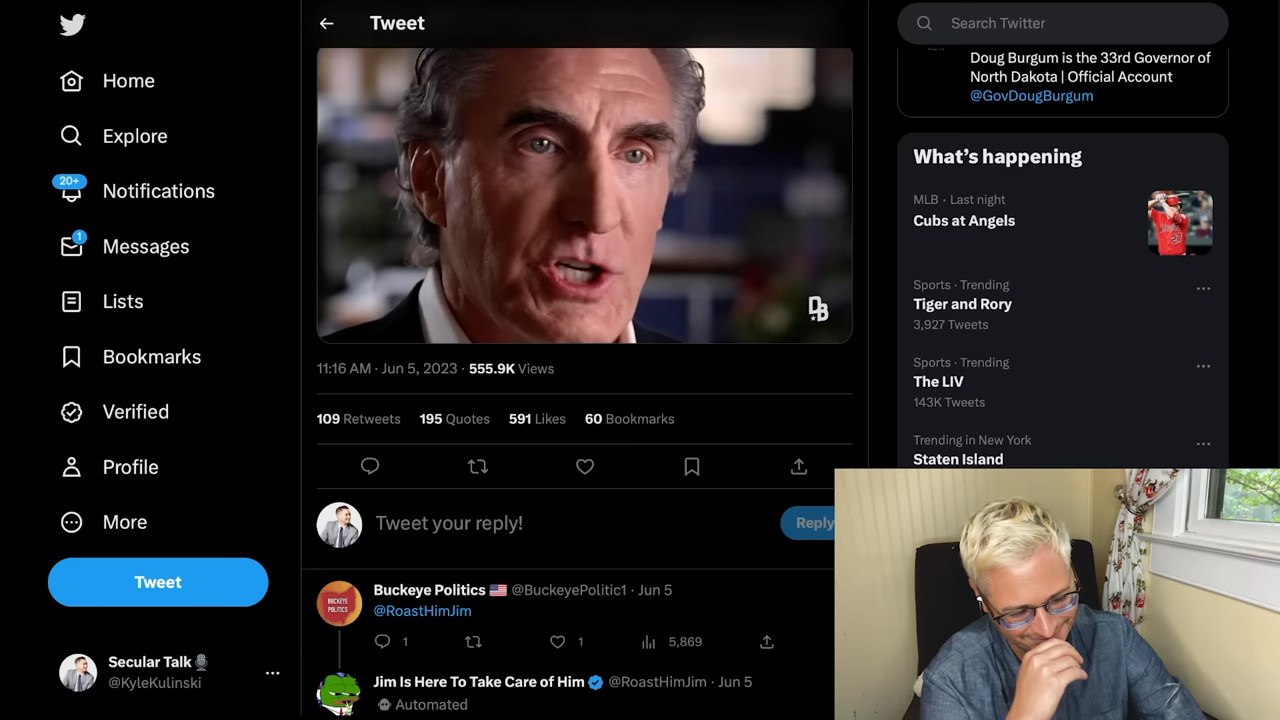 Home
Explore
20+
Notifications
1
Messages
Lists
Bookmarks
Verified
Profile
More
Tweet
Secular Talk
@KyleKulinski
Tweet
DB
11:16 AM · Jun 5, 2023 · 555.9K Views
109 Retweets 195 Quotes 591 Likes 60 Bookmarks
Tweet your reply!
Reply
BUCKEYE
POLITICS
Buckeye Politics @BuckeyePolitic1 · Jun 5
@RoastHimJim
1 1 5,869
Jim Is Here To Take Care of Him @RoastHimJim · Jun 5
Automated
Search Twitter
Doug Burgum is the 33rd Governor of
North Dakota | Official Account
@GovDougBurgum
What's happening
MLB · Last night
Cubs at Angels
Sports · Trending
Tiger and Rory
3,927 Tweets
Sports · Trending
The LIV
143K Tweets
Trending in New York
Staten Island